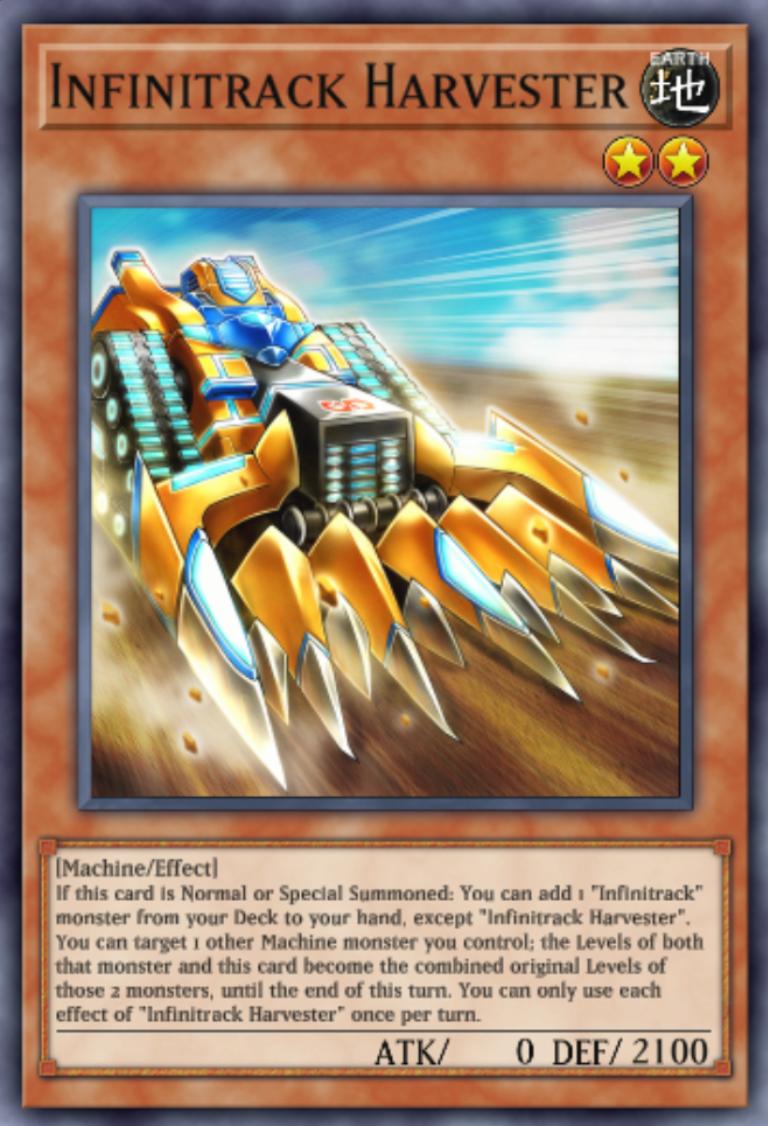 Infinitrack Harvester
EARTH
地
[Machine/Effect]
If this card is Normal or Special Summoned: You can add 1 "Infinitrack"
monster from your Deck to your hand, except "Infinitrack Harvester".
You can target 1 other Machine monster you control; the Levels of both
that monster and this card become the combined original Levels of
those 2 monsters, until the end of this turn. You can only use each
effect of "Infinitrack Harvester" once per turn.
ATK/ 0 DEF/ 2100